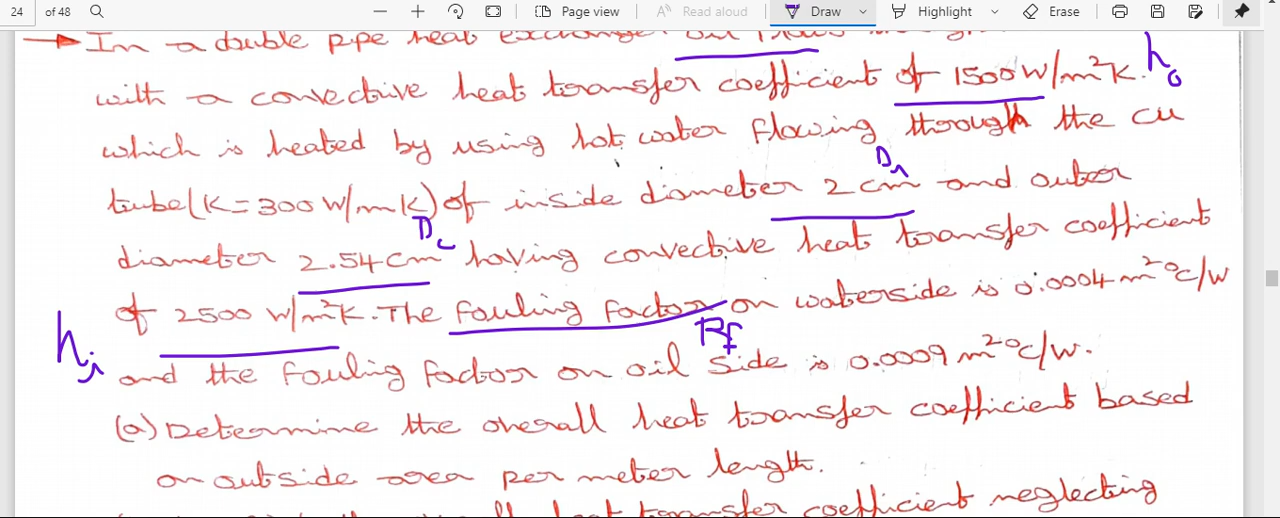 24 of 48 Page view Read aloud Draw Highlight Erase
In a double pipe heat exchanger oil flows
with a convective heat transfer coefficient of 1500 W/m²K. ho
which is heated by using hot water flowing through the cu
tube(K=300 W/mK) of inside diameter 2 cm and outer
diameter 2.54 cm having convective heat transfer coefficient
of 2500 W/m²K. The fouling factor on waterside is 0.0004 m²°C/W
hi Rf
and the fouling factor on oil side is 0.0009 m²°C/W.
(a) Determine the overall heat transfer coefficient based
on outside area per meter length.
heat transfer coefficient neglecting